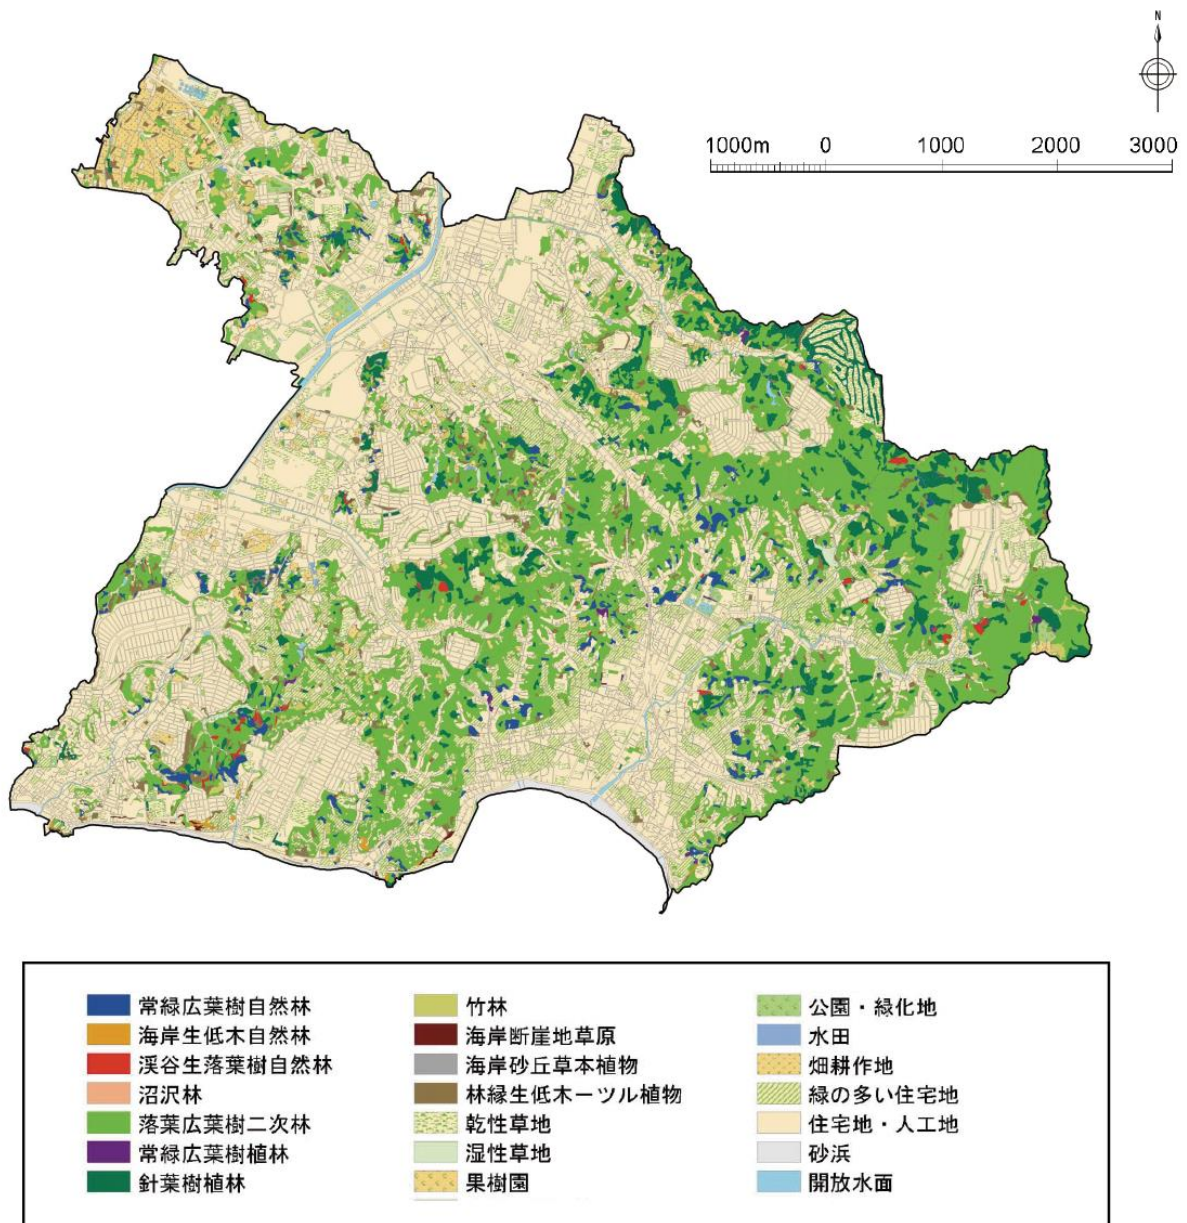 N
1000m 0 1000 2000 3000
常緑広葉樹自然林
海岸生低木自然林
渓谷生落葉樹自然林
沼沢林
落葉広葉樹二次林
常緑広葉樹植林
針葉樹植林
竹林
海岸断崖地草原
海岸砂丘草本植物
林縁生低木ーツル植物
乾性草地
湿性草地
果樹園
公園・緑化地
水田
畑耕作地
緑の多い住宅地
住宅地・人工地
砂浜
開放水面